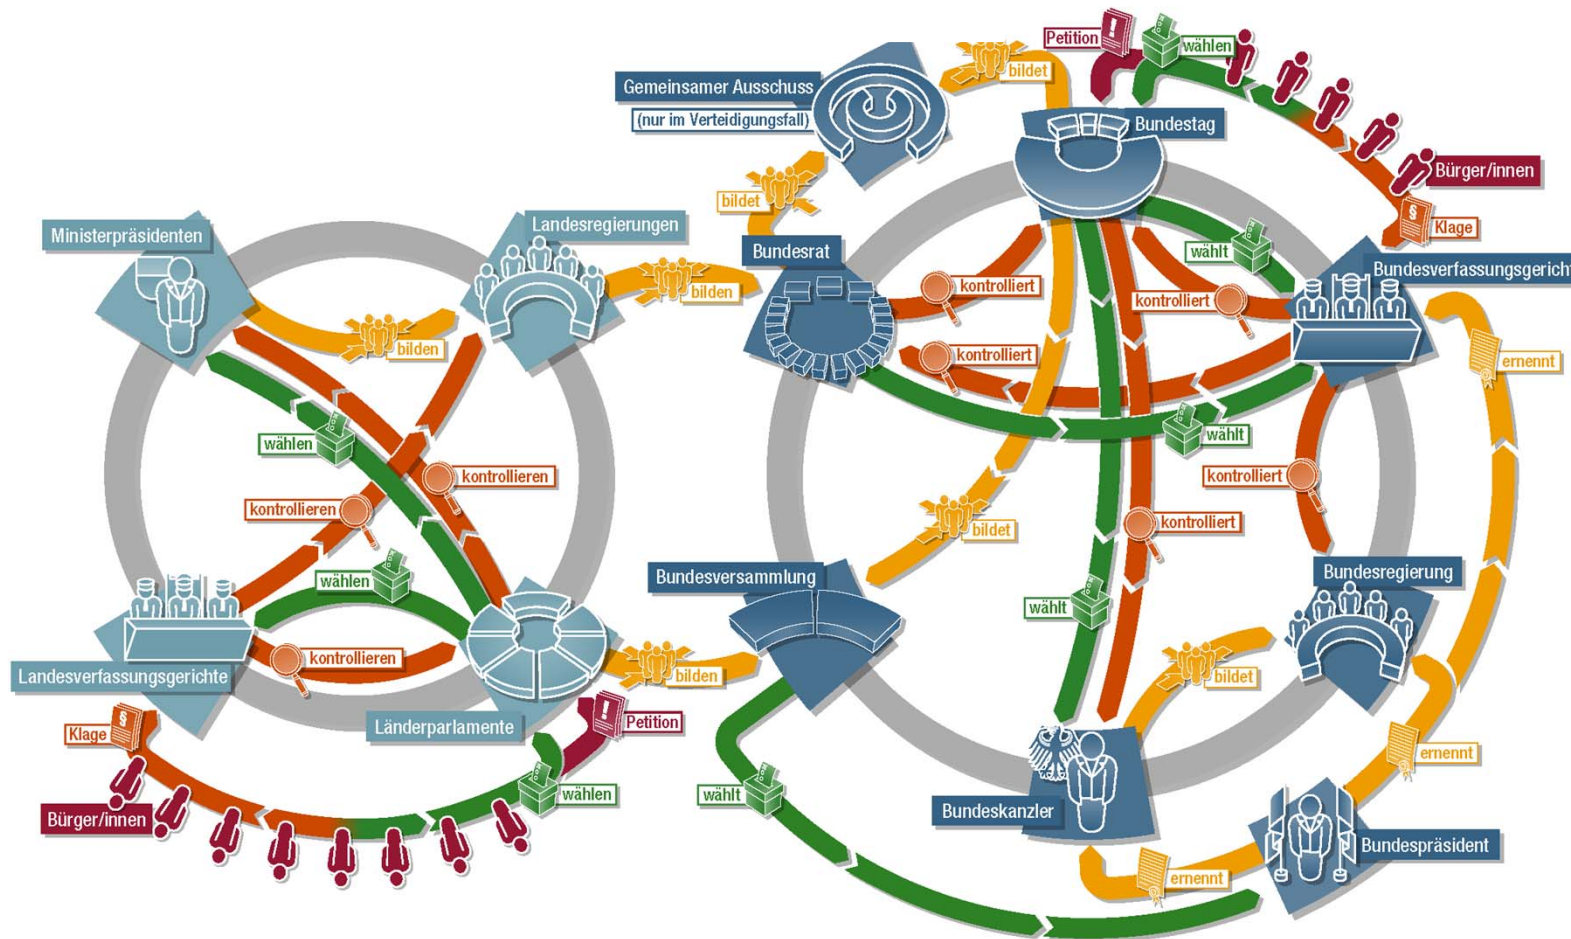 Petition
wählen
Gemeinsamer Ausschuss
(nur im Verteidigungsfall)
bildet
Bundestag
Bürger/innen
Klage
bildet
Ministerpräsidenten
Landesregierungen
Bundesrat
wählt
Bundesverfassungsgericht
bilden
kontrolliert
kontrolliert
bilden
kontrolliert
ernennt
wählen
wählt
kontrollieren
kontrolliert
kontrollieren
kontrolliert
bildet
wählen
Bundesversammlung
Bundesregierung
wählt
kontrollieren
Landesverfassungsgerichte
bilden
bildet
Klage
§
Länderparlamente
!
Petition
ernennt
wählen
wählt
Bürger/innen
Bundeskanzler
Bundespräsident
ernennt